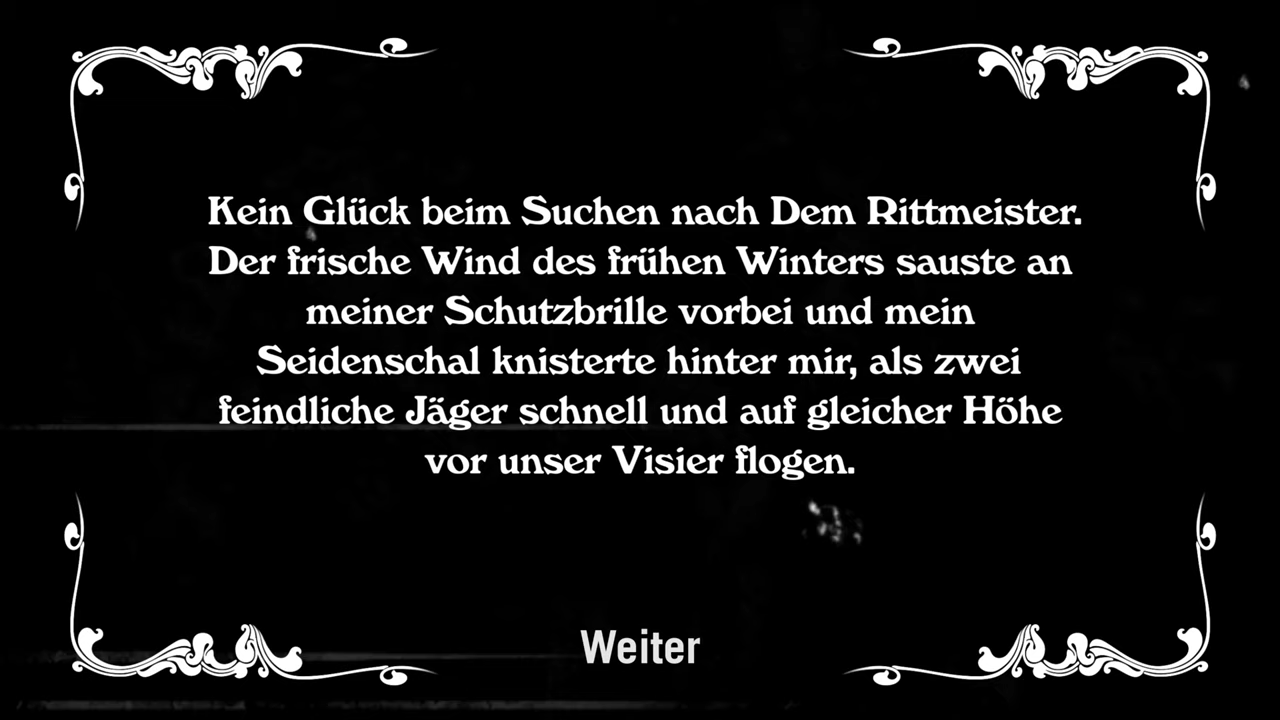 Kein Glück beim Suchen nach Dem Rittmeister.
Der frische Wind des frühen Winters sauste an
meiner Schutzbrille vorbei und mein
Seidenschal knisterte hinter mir, als zwei
feindliche Jäger schnell und auf gleicher Höhe
vor unser Visier flogen.
Weiter